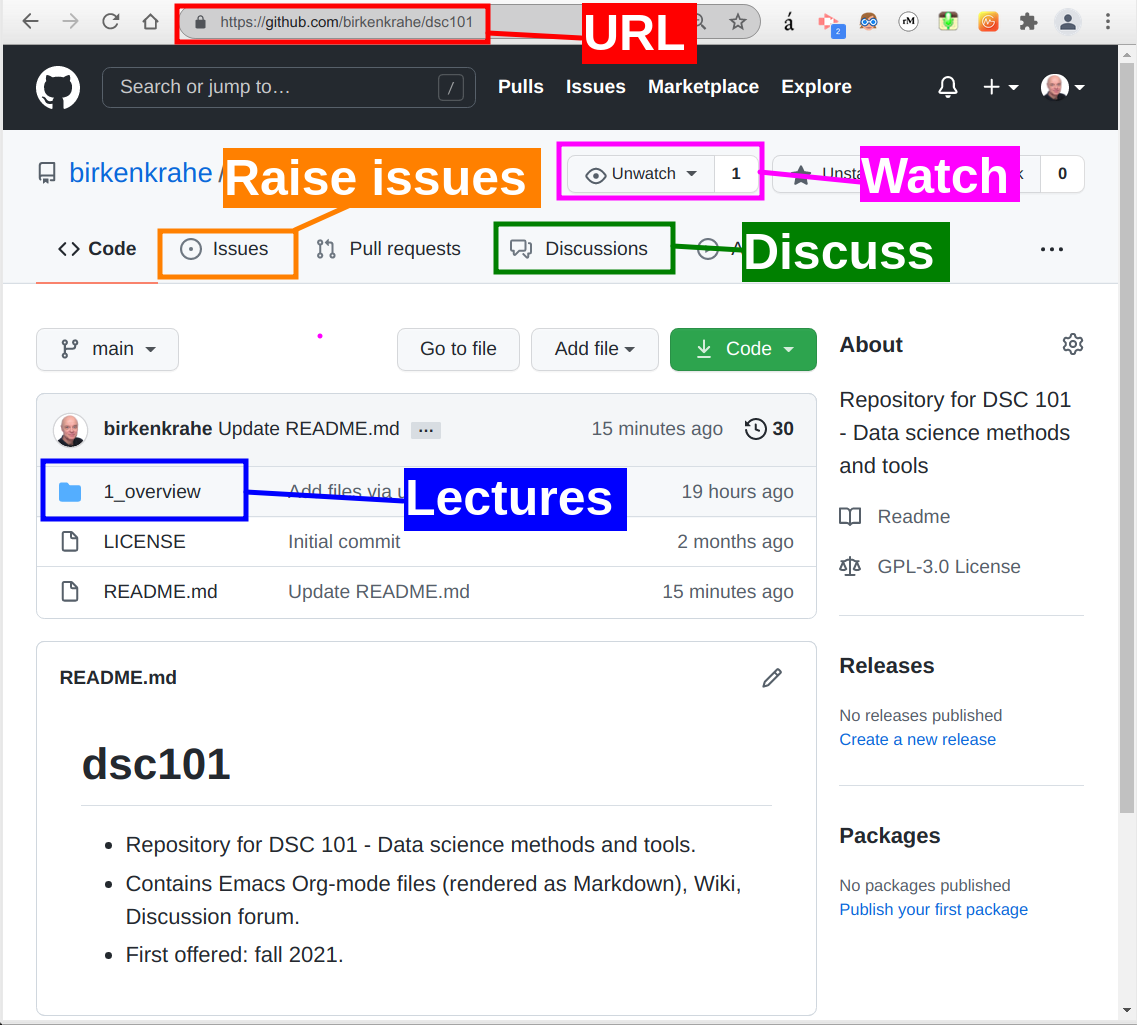 https://github.com/birkenkrahe/dsc101
URL
á
2
rM
Search or jump to…
/
Pulls
Issues
Marketplace
Explore
birkenkrahe /
Raise issues
Unwatch
1
Watch
0
Code
Issues
Pull requests
Discussions
Discuss
main
Go to file
Add file
Code
birkenkrahe Update README.md
...
15 minutes ago
30
1_overview
Add files via
Lectures
19 hours ago
LICENSE
Initial commit
2 months ago
README.md
Update README.md
15 minutes ago
README.md
dsc101
Repository for DSC 101 - Data science methods and tools.
Contains Emacs Org-mode files (rendered as Markdown), Wiki,
Discussion forum.
First offered: fall 2021.
About
Repository for DSC 101
- Data science methods
and tools
Readme
GPL-3.0 License
Releases
No releases published
Create a new release
Packages
No packages published
Publish your first package